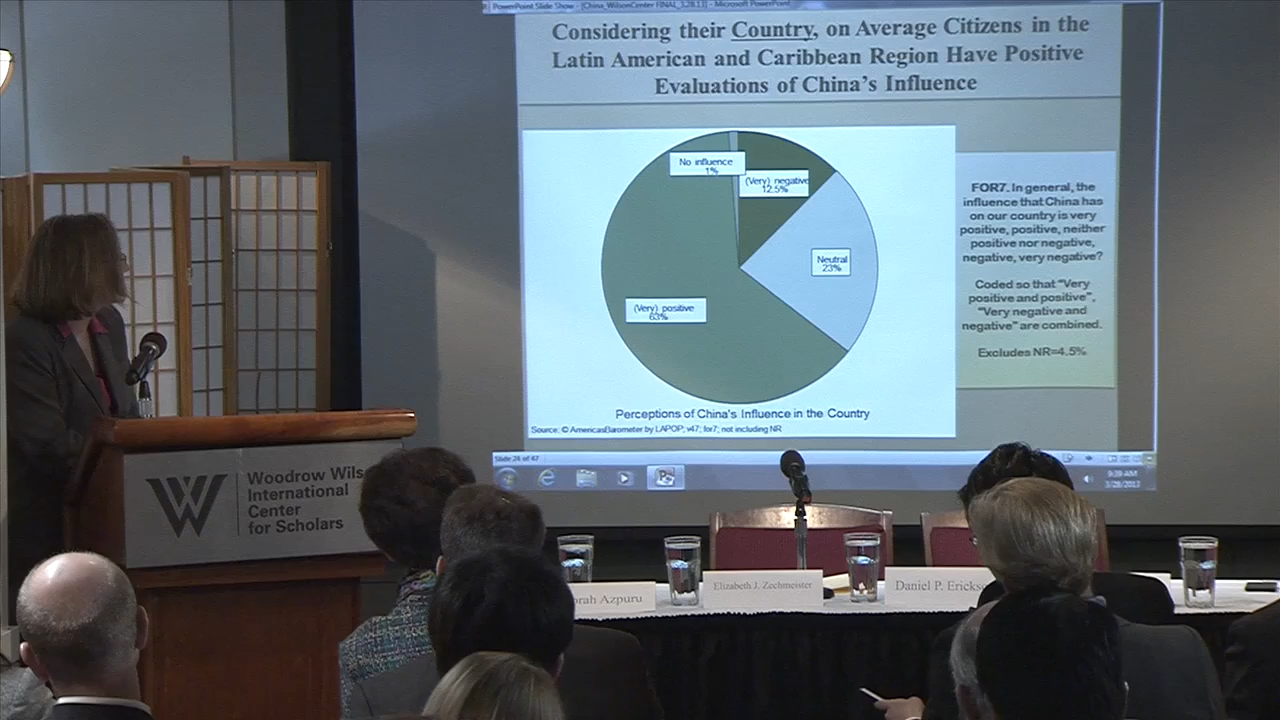 PowerPoint Slide Show - [China_WilsonCenter FINAL_3.28.13] - Microsoft PowerPoint
Considering their Country, on Average Citizens in the
Latin American and Caribbean Region Have Positive
Evaluations of China's Influence
No influence
1%
(Very) negative
12.5%
Neutral
23%
(Very) positive
63%
Perceptions of China's Influence in the Country
Source: © AmericasBarometer by LAPOP; v47; for7; not including NR
FOR7. In general, the
influence that China has
on our country is very
positive, positive, neither
positive nor negative,
negative, very negative?
Coded so that "Very
positive and positive",
"Very negative and
negative" are combined.
Excludes NR=4.5%
Slide 26 of 47
9:39 AM
3/28/2013
W
Woodrow Wils
International
Center
for Scholars
orah Azpuru
Elizabeth J. Zechmeister
Daniel P. Ericks